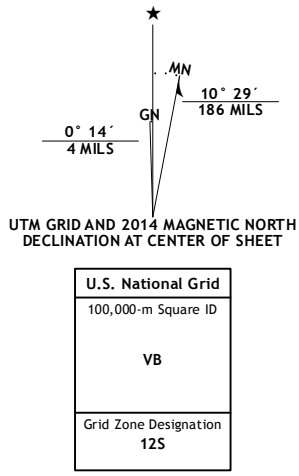 ★
MN
GN
10° 29´
186 MILS
0° 14´
4 MILS
UTM GRID AND 2014 MAGNETIC NORTH
DECLINATION AT CENTER OF SHEET
U.S. National Grid
100,000-m Square ID
VB
Grid Zone Designation
12S